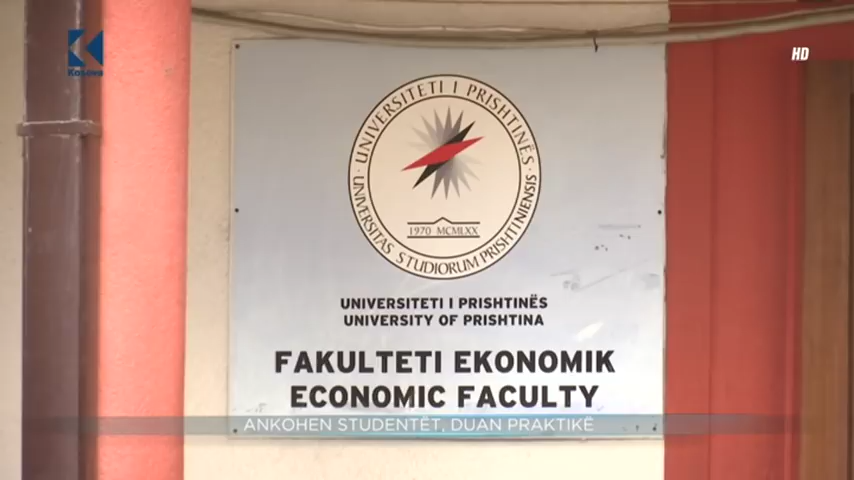 Kosova
HD
UNIVERSITETI I PRISHTINËS
UNIVERSITAS STUDIORUM PRISHTINIENSIS
1970 MCMLXX
UNIVERSITETI I PRISHTINËS
UNIVERSITY OF PRISHTINA
FAKULTETI EKONOMIK
ECONOMIC FACULTY
ANKOHEN STUDENTËT, DUAN PRAKTIKË